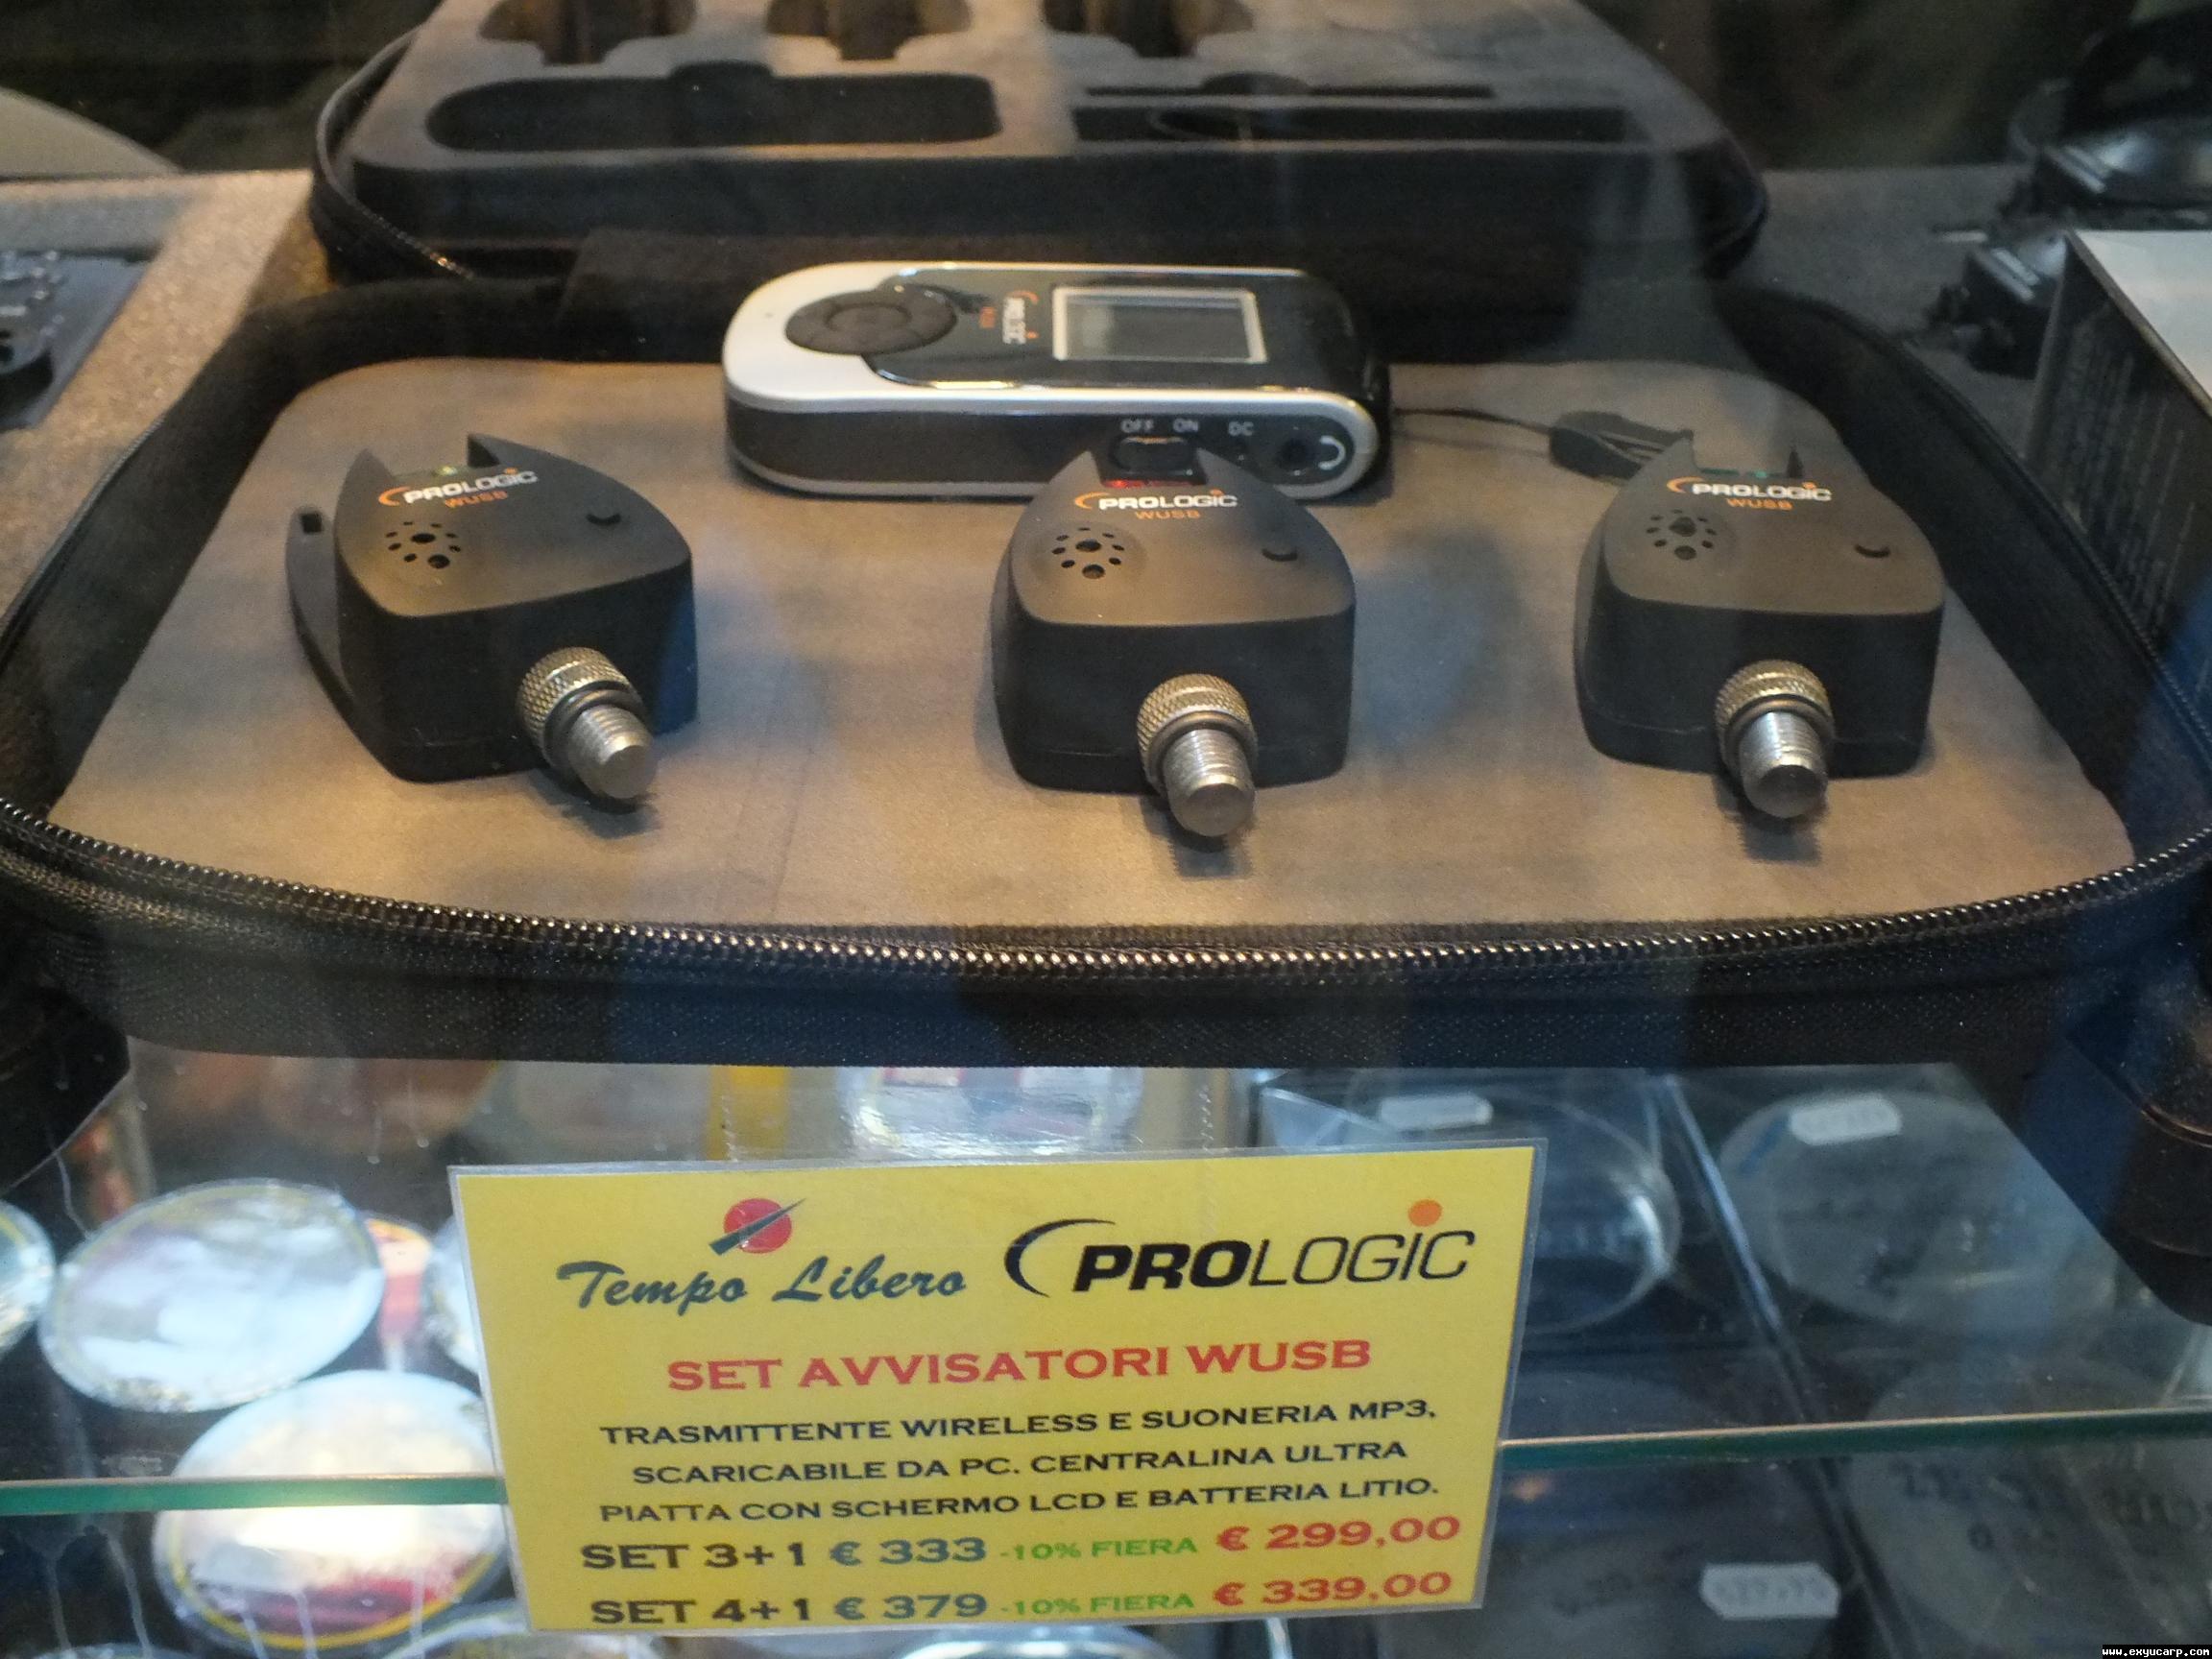 PROLOGIC
WUSB
OFF ON DC
PROLOGIC
WUSB
PROLOGIC
WUSB
PROLOGIC
WUSB
Tempo Libero PROLOGIC
SET AVVISATORI WUSB
TRASMITTENTE WIRELESS E SUONERIA MP3,
SCARICABILE DA PC. CENTRALINA ULTRA
PIATTA CON SCHERMO LCD E BATTERIA LITIO.
SET 3+1 € 333 -10% FIERA € 299,00
SET 4+1 € 379 -10% FIERA € 339,00
www.exyucarp.com